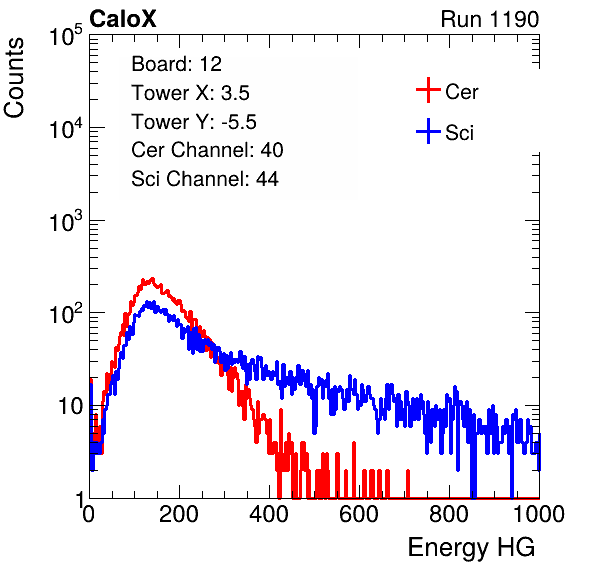 CaloX Run 1190
Counts
10^5
10^4
10^3
10^2
10
1
Board: 12
Tower X: 3.5
Tower Y: -5.5
Cer Channel: 40
Sci Channel: 44
Cer
Sci
0 200 400 600 800 1000
Energy HG